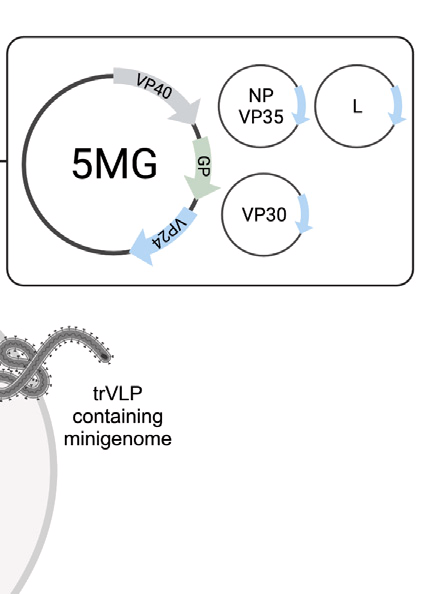 VP40
5MG
GP
VP24
NP
VP35
L
VP30
trVLP
containing
minigenome